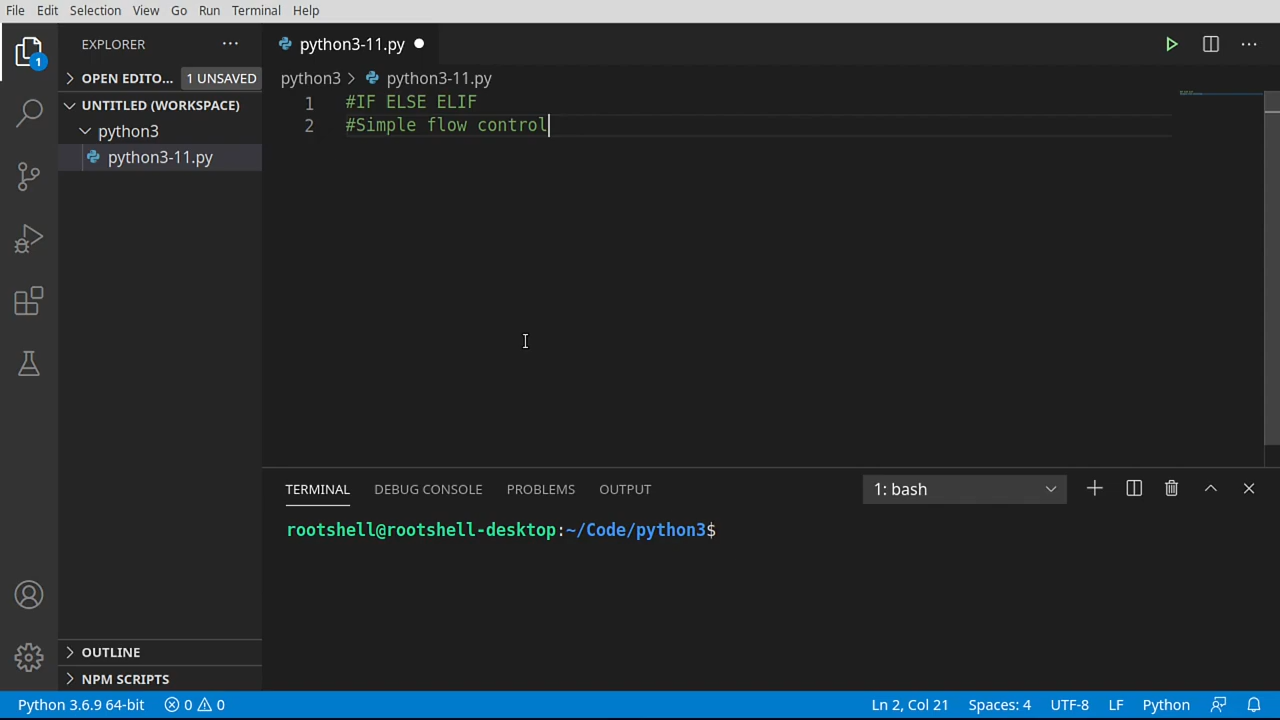 File Edit Selection View Go Run Terminal Help
EXPLORER
python3-11.py
OPEN EDITO... 1 UNSAVED
python3 > python3-11.py
UNTITLED (WORKSPACE)
1 #IF ELSE ELIF
2 #Simple flow control
python3
python3-11.py
1
TERMINAL DEBUG CONSOLE PROBLEMS OUTPUT 1: bash
rootshell@rootshell-desktop:~/Code/python3$
OUTLINE
NPM SCRIPTS
Python 3.6.9 64-bit 0 0 Ln 2, Col 21 Spaces: 4 UTF-8 LF Python